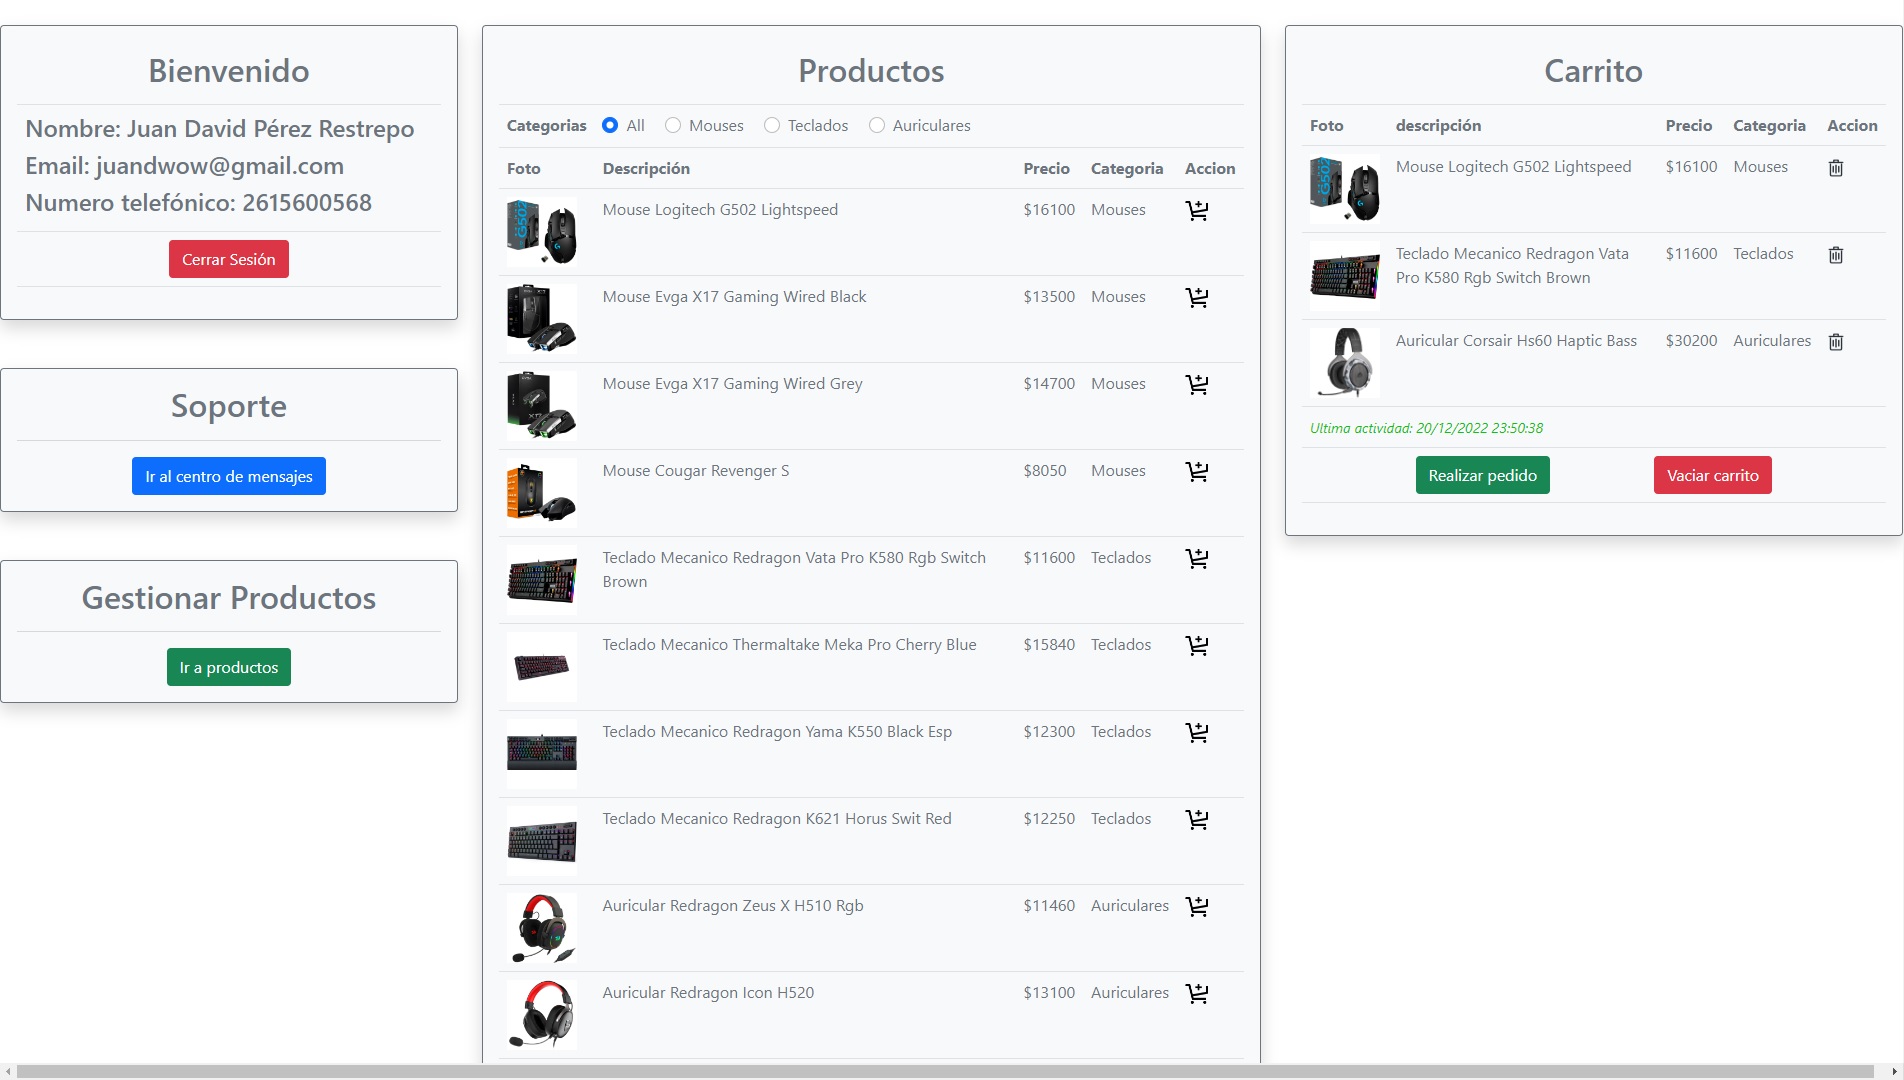 Bienvenido
Nombre: Juan David Pérez Restrepo
Email: juandwow@gmail.com
Numero telefónico: 2615600568
Cerrar Sesión
Soporte
Ir al centro de mensajes
Gestionar Productos
Ir a productos
Productos
Categorias All Mouses Teclados Auriculares
Foto Descripción Precio Categoria Accion
G502
Mouse Logitech G502 Lightspeed $16100 Mouses
Mouse Evga X17 Gaming Wired Black $13500 Mouses
Mouse Evga X17 Gaming Wired Grey $14700 Mouses
Mouse Cougar Revenger S $8050 Mouses
Teclado Mecanico Redragon Vata Pro K580 Rgb Switch $11600 Teclados
Brown
Teclado Mecanico Thermaltake Meka Pro Cherry Blue $15840 Teclados
Teclado Mecanico Redragon Yama K550 Black Esp $12300 Teclados
Teclado Mecanico Redragon K621 Horus Swit Red $12250 Teclados
Auricular Redragon Zeus X H510 Rgb $11460 Auriculares
Auricular Redragon Icon H520 $13100 Auriculares
Carrito
Foto descripción Precio Categoria Accion
G502
Mouse Logitech G502 Lightspeed $16100 Mouses
Teclado Mecanico Redragon Vata $11600 Teclados
Pro K580 Rgb Switch Brown
Auricular Corsair Hs60 Haptic Bass $30200 Auriculares
Ultima actividad: 20/12/2022 23:50:38
Realizar pedido Vaciar carrito